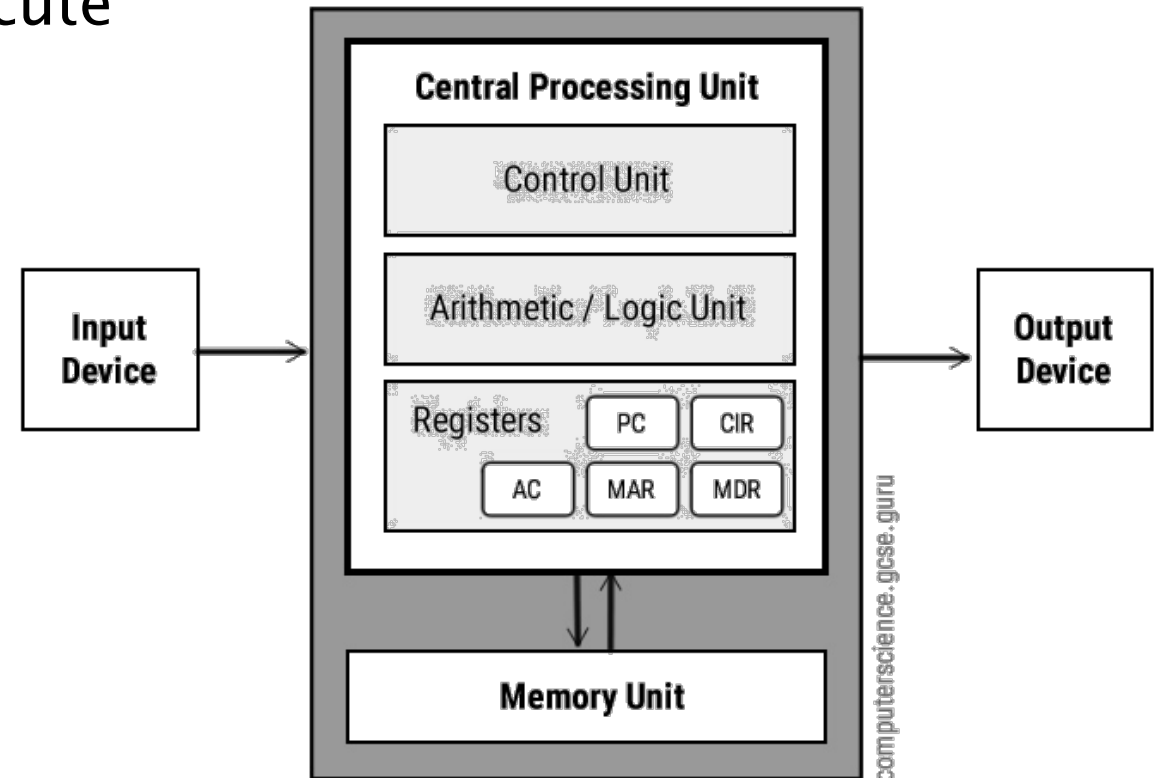 cute
Central Processing Unit
Control Unit
Arithmetic / Logic Unit
Input
Device
Output
Device
Registers
PC
CIR
AC
MAR
MDR
Memory Unit
computerscience.gcse.guru